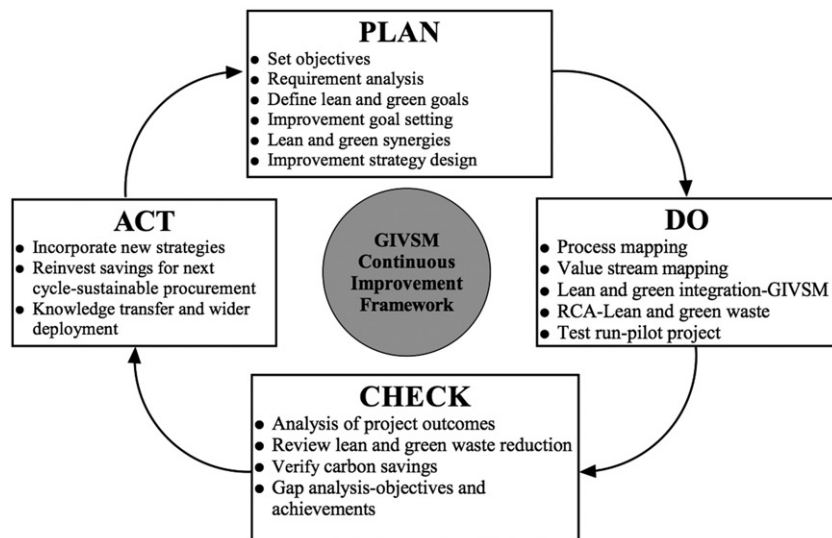 PLAN
● Set objectives
● Requirement analysis
● Define lean and green goals
● Improvement goal setting
● Lean and green synergies
● Improvement strategy design
ACT
● Incorporate new strategies
● Reinvest savings for next
cycle-sustainable procurement
● Knowledge transfer and wider
deployment
GIVSM
Continuous
Improvement
Framework
DO
● Process mapping
● Value stream mapping
● Lean and green integration-GIVSM
● RCA-Lean and green waste
● Test run-pilot project
CHECK
● Analysis of project outcomes
● Review lean and green waste reduction
● Verify carbon savings
● Gap analysis-objectives and
achievements